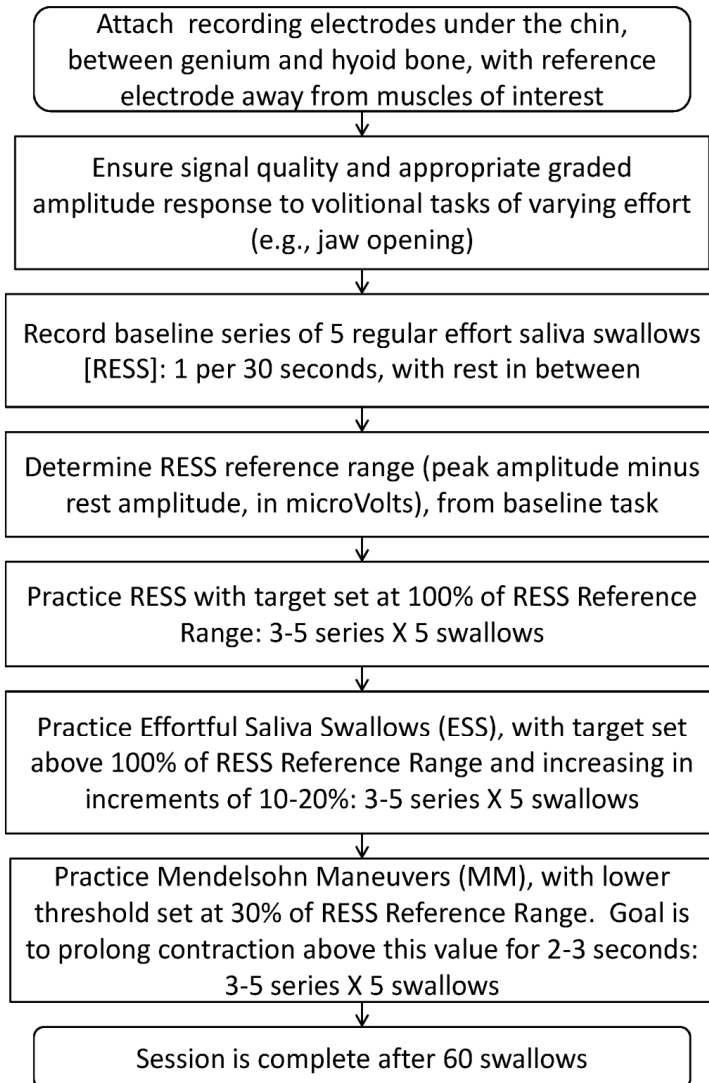 Attach recording electrodes under the chin,
between genium and hyoid bone, with reference
electrode away from muscles of interest
Ensure signal quality and appropriate graded
amplitude response to volitional tasks of varying effort
(e.g., jaw opening)
Record baseline series of 5 regular effort saliva swallows
[RESS]: 1 per 30 seconds, with rest in between
Determine RESS reference range (peak amplitude minus
rest amplitude, in microVolts), from baseline task
Practice RESS with target set at 100% of RESS Reference
Range: 3-5 series X 5 swallows
Practice Effortful Saliva Swallows (ESS), with target set
above 100% of RESS Reference Range and increasing in
increments of 10-20%: 3-5 series X 5 swallows
Practice Mendelsohn Maneuvers (MM), with lower
threshold set at 30% of RESS Reference Range.  Goal is
to prolong contraction above this value for 2-3 seconds:
3-5 series X 5 swallows
Session is complete after 60 swallows